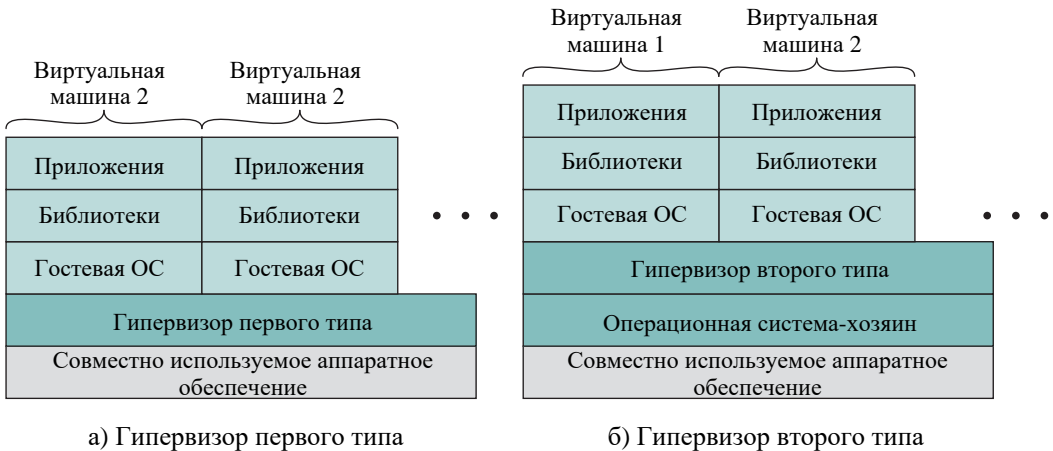 Виртуальная
машина 2
Виртуальная
машина 2
Приложения
Приложения
Библиотеки
Библиотеки
Гостевая ОС
Гостевая ОС
Гипервизор первого типа
Совместно используемое аппаратное
обеспечение
а) Гипервизор первого типа
Виртуальная
машина 1
Виртуальная
машина 2
Приложения
Приложения
Библиотеки
Библиотеки
Гостевая ОС
Гостевая ОС
Гипервизор второго типа
Операционная система-хозяин
Совместно используемое аппаратное
обеспечение
б) Гипервизор второго типа